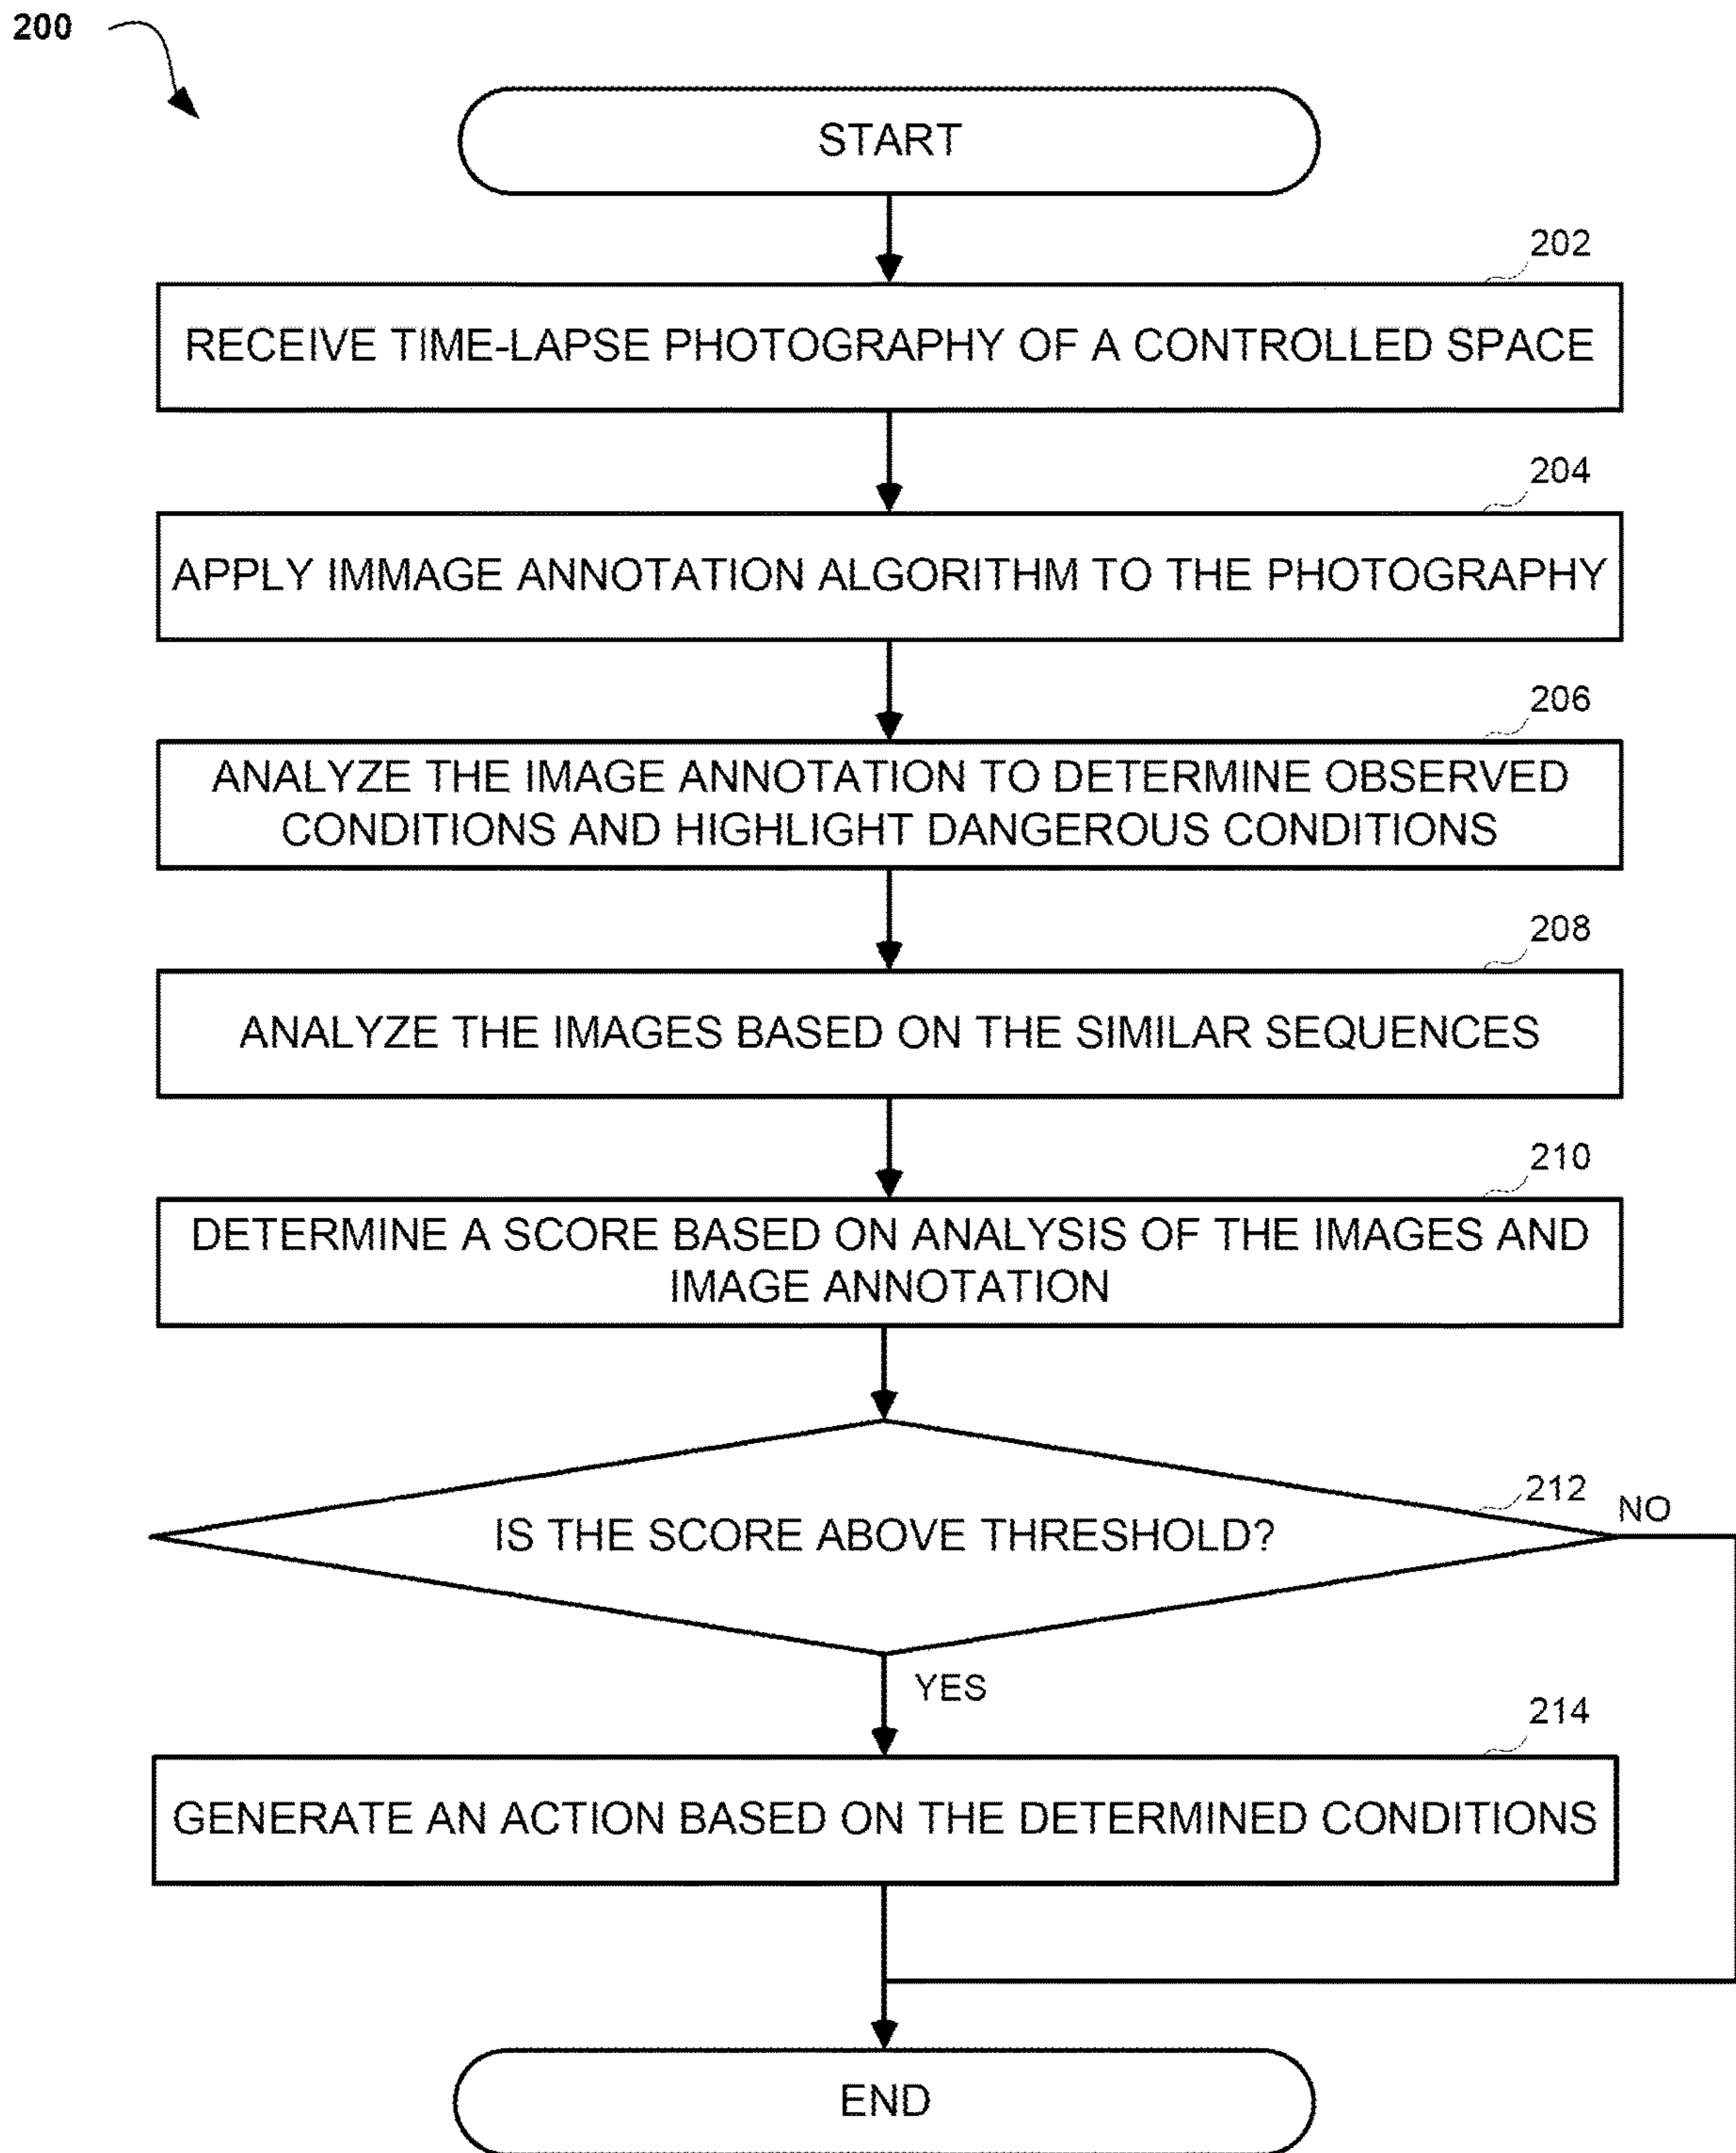 200
START
202
RECEIVE TIME-LAPSE PHOTOGRAPHY OF A CONTROLLED SPACE
204
APPLY IMMAGE ANNOTATION ALGORITHM TO THE PHOTOGRAPHY
206
ANALYZE THE IMAGE ANNOTATION TO DETERMINE OBSERVED
CONDITIONS AND HIGHLIGHT DANGEROUS CONDITIONS
208
ANALYZE THE IMAGES BASED ON THE SIMILAR SEQUENCES
210
DETERMINE A SCORE BASED ON ANALYSIS OF THE IMAGES AND
IMAGE ANNOTATION
212
NO
IS THE SCORE ABOVE THRESHOLD?
YES
214
GENERATE AN ACTION BASED ON THE DETERMINED CONDITIONS
END